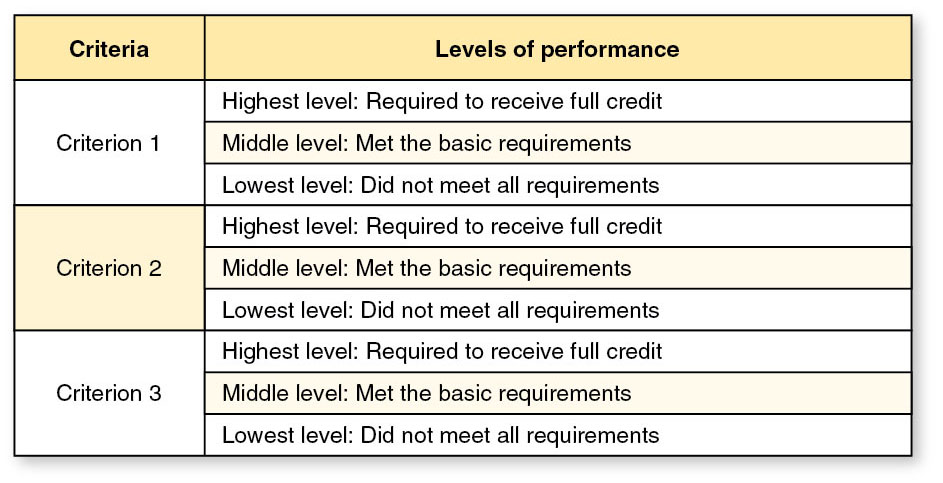 Criteria
Levels of performance
Criterion 1
Highest level: Required to receive full credit
Middle level: Met the basic requirements
Lowest level: Did not meet all requirements
Criterion 2
Highest level: Required to receive full credit
Middle level: Met the basic requirements
Lowest level: Did not meet all requirements
Criterion 3
Highest level: Required to receive full credit
Middle level: Met the basic requirements
Lowest level: Did not meet all requirements